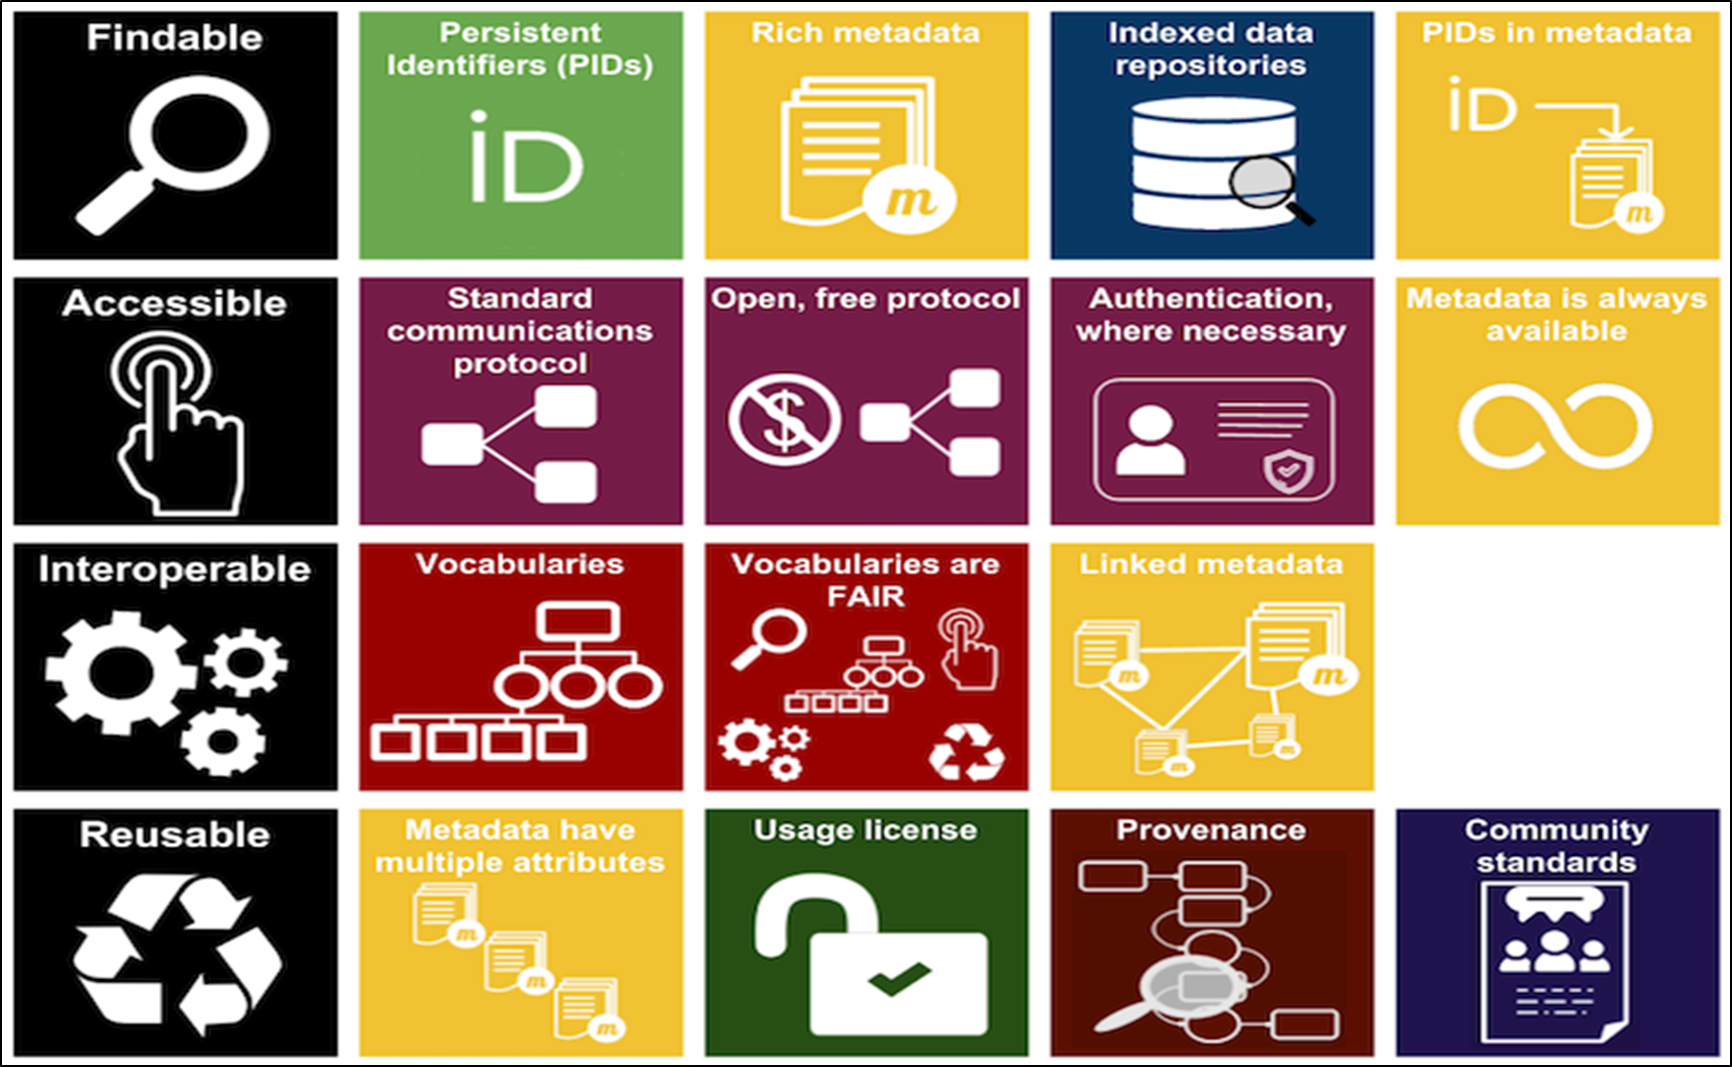 Findable
Persistent
Identifiers (PIDs)
iD
Rich metadata
m
Indexed data
repositories
PIDs in metadata
iD
m
Accessible
Standard
communications
protocol
Open, free protocol
$
Authentication,
where necessary
Metadata is always
available
Interoperable
Vocabularies
Vocabularies are
FAIR
Linked metadata
m
m
m
m
Reusable
Metadata have
multiple attributes
m
m
m
Usage license
Provenance
Community
standards